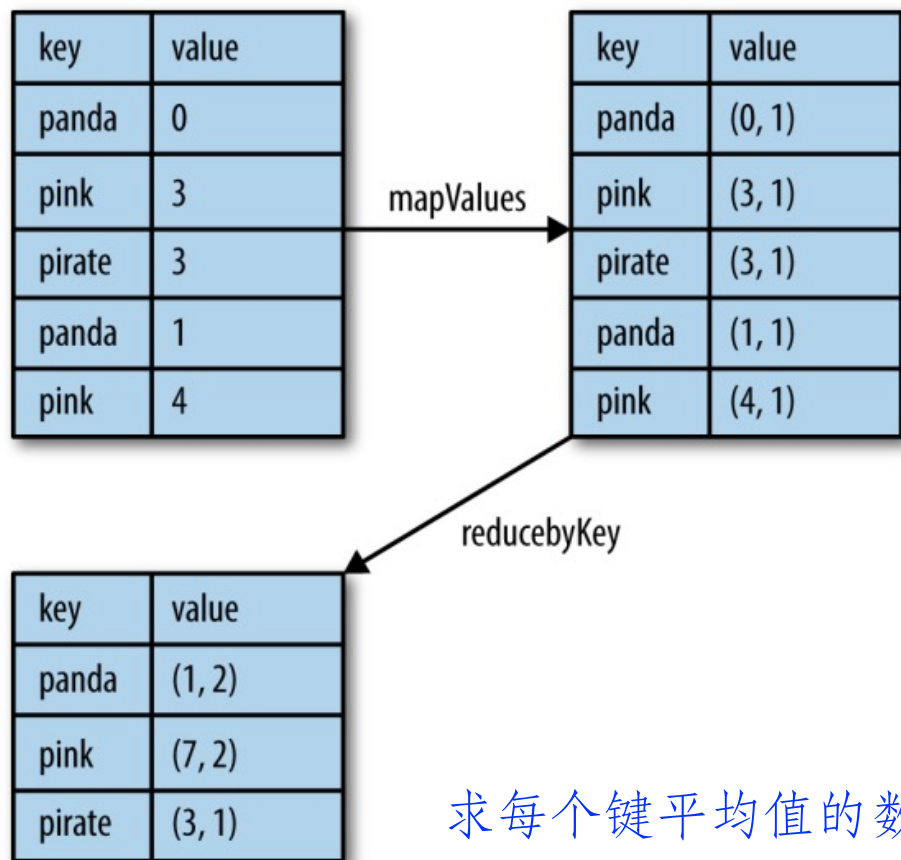 key value
panda 0
pink 3
pirate 3
panda 1
pink 4
mapValues
key value
panda (0, 1)
pink (3, 1)
pirate (3, 1)
panda (1, 1)
pink (4, 1)
reducebyKey
key value
panda (1, 2)
pink (7, 2)
pirate (3, 1)
求每个键平均值的数